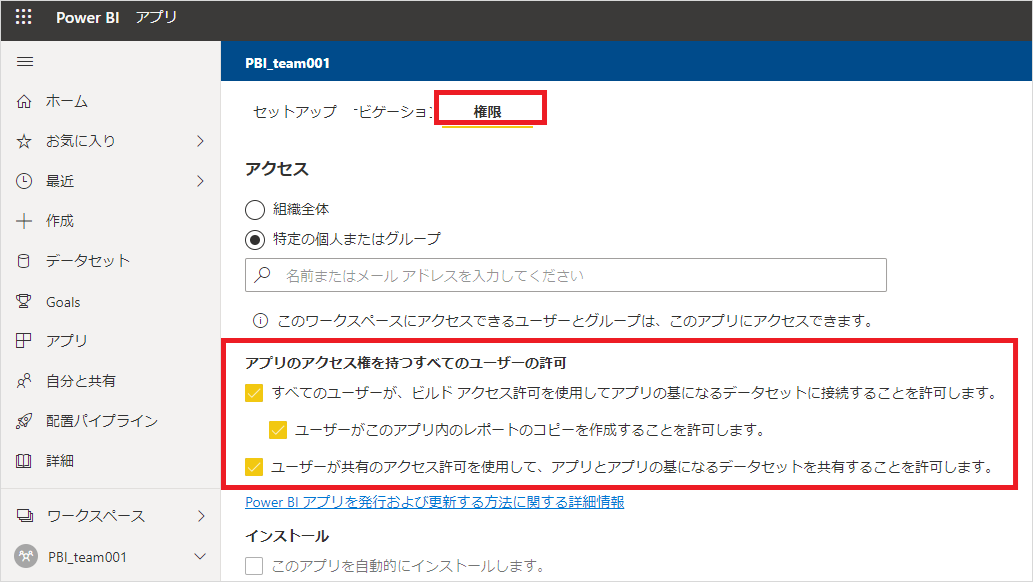 Power BI アプリ
ホーム
お気に入り
最近
作成
データセット
Goals
アプリ
自分と共有
配置パイプライン
詳細
ワークスペース
PBI_team001
PBI_team001
セットアップ ビゲーション 権限
アクセス
組織全体
特定の個人またはグループ
名前またはメール アドレスを入力してください
このワークスペースにアクセスできるユーザーとグループは、このアプリにアクセスできます。
アプリのアクセス権を持つすべてのユーザーの許可
すべてのユーザーが、ビルド アクセス許可を使用してアプリの基になるデータセットに接続することを許可します。
ユーザーがこのアプリ内のレポートのコピーを作成することを許可します。
ユーザーが共有のアクセス許可を使用して、アプリとアプリの基になるデータセットを共有することを許可します。
Power BI アプリを発行および更新する方法に関する詳細情報
インストール
このアプリを自動的にインストールします。